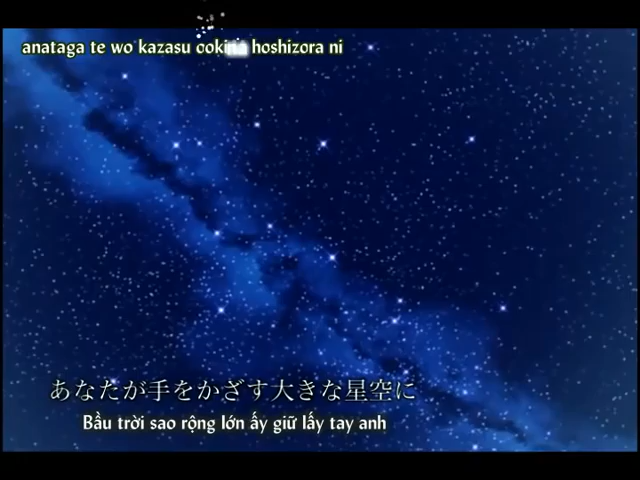 anataga te wo kazasu ookina hoshizora ni
あなたが手をかざす大きな星空に
Bầu trời sao rộng lớn ấy giữ lấy tay anh